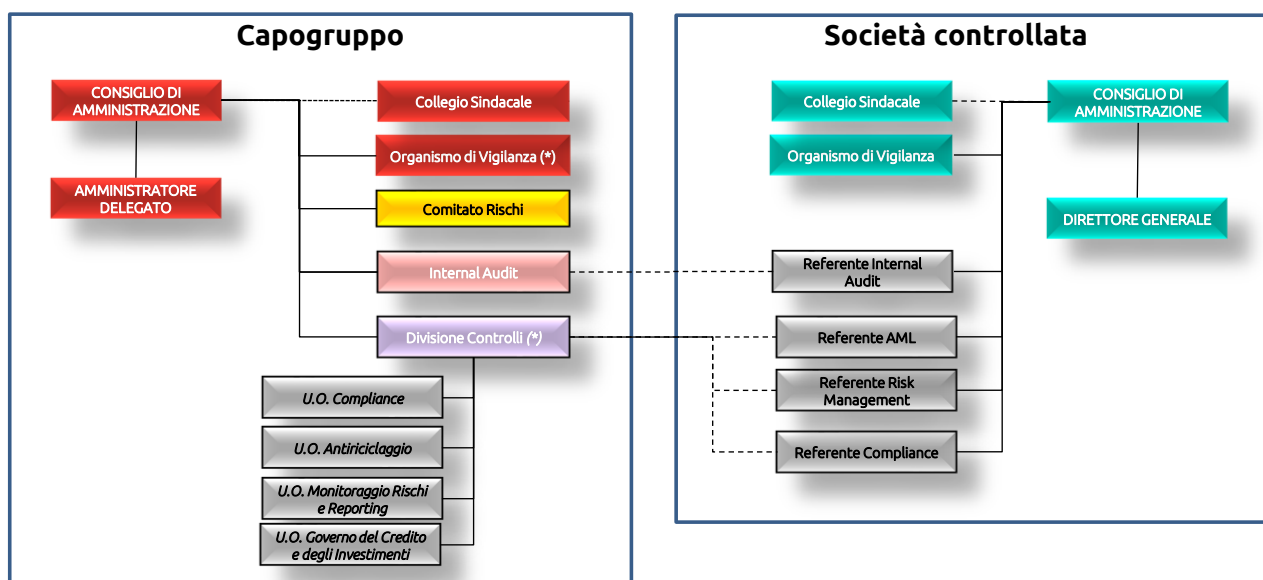 Capogruppo
CONSIGLIO DI
AMMINISTRAZIONE
AMMINISTRATORE
DELEGATO
Collegio Sindacale
Organismo di Vigilanza (*)
Comitato Rischi
Internal Audit
Divisione Controlli (*)
U.O. Compliance
U.O. Antiriciclaggio
U.O. Monitoraggio Rischi
e Reporting
U.O. Governo del Credito
e degli Investimenti
Società controllata
Collegio Sindacale
Organismo di Vigilanza
CONSIGLIO DI
AMMINISTRAZIONE
DIRETTORE GENERALE
Referente Internal
Audit
Referente AML
Referente Risk
Management
Referente Compliance